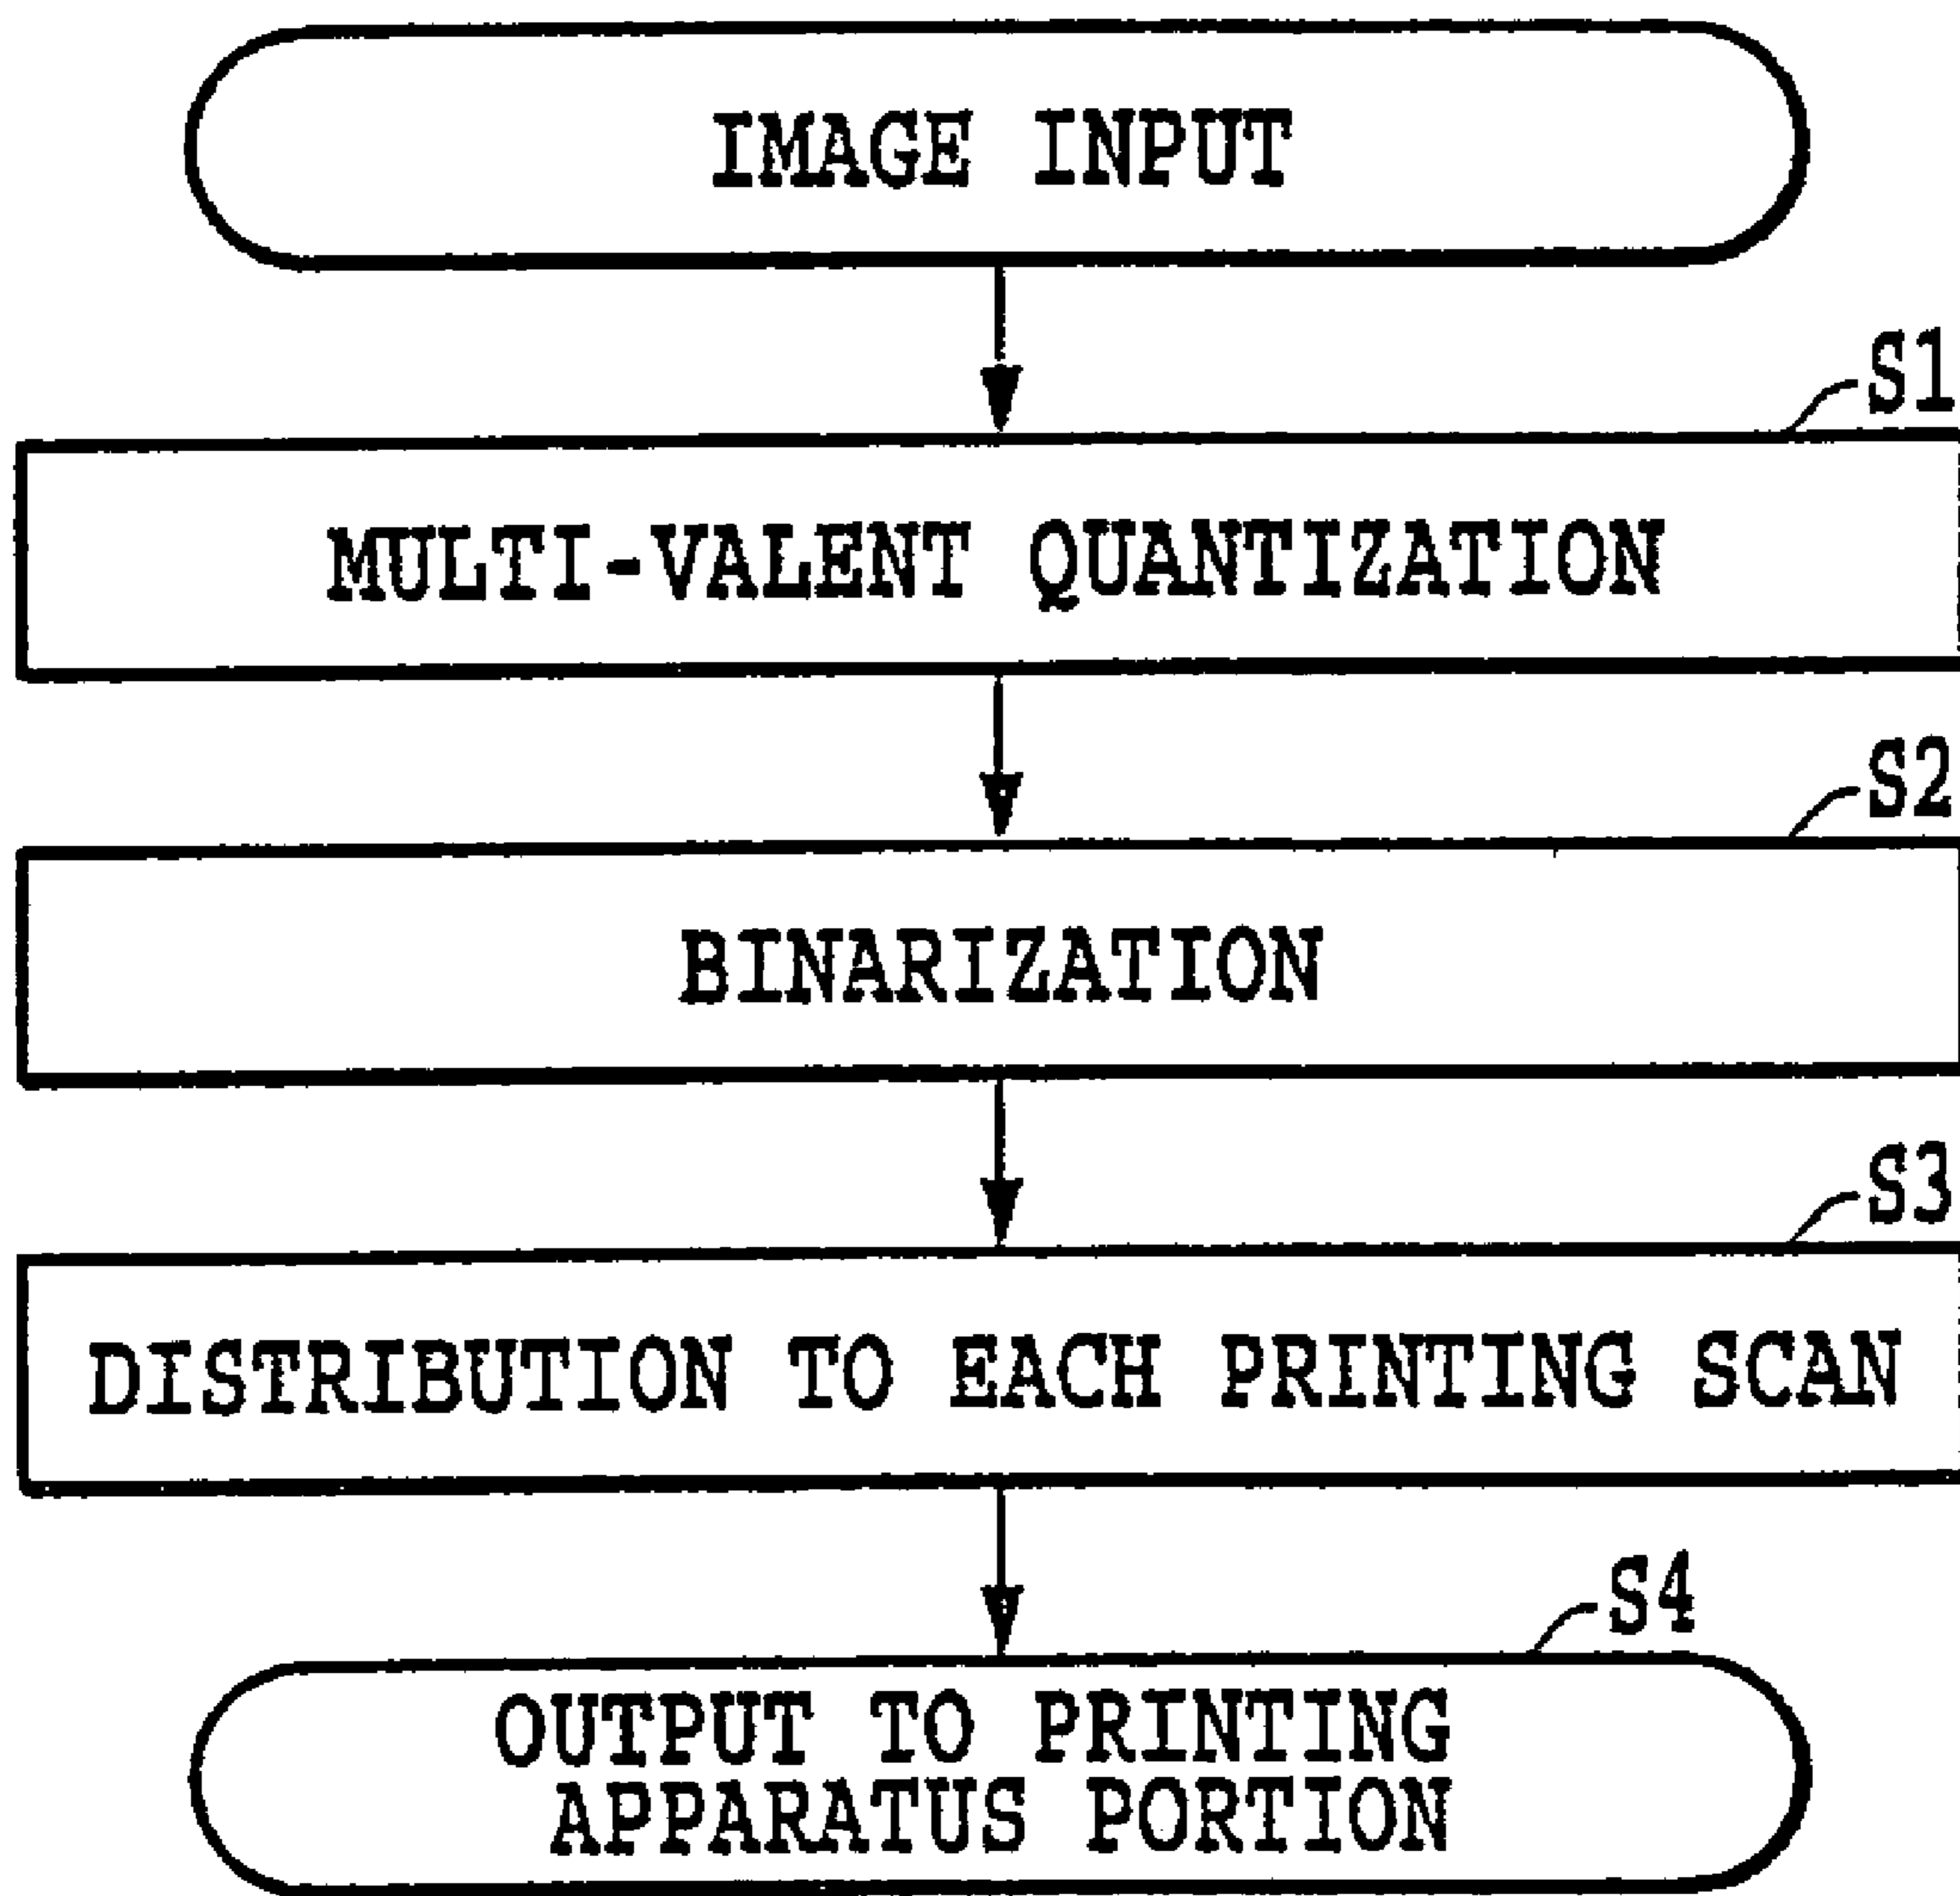 IMAGE INPUT
S1
MULTI-VALENT QUANTIZATION
S2
BINARIZATION
S3
DISTRIBUTION TO EACH PRINTING SCAN
S4
OUTPUT TO PRINTING
APPARATUS PORTION